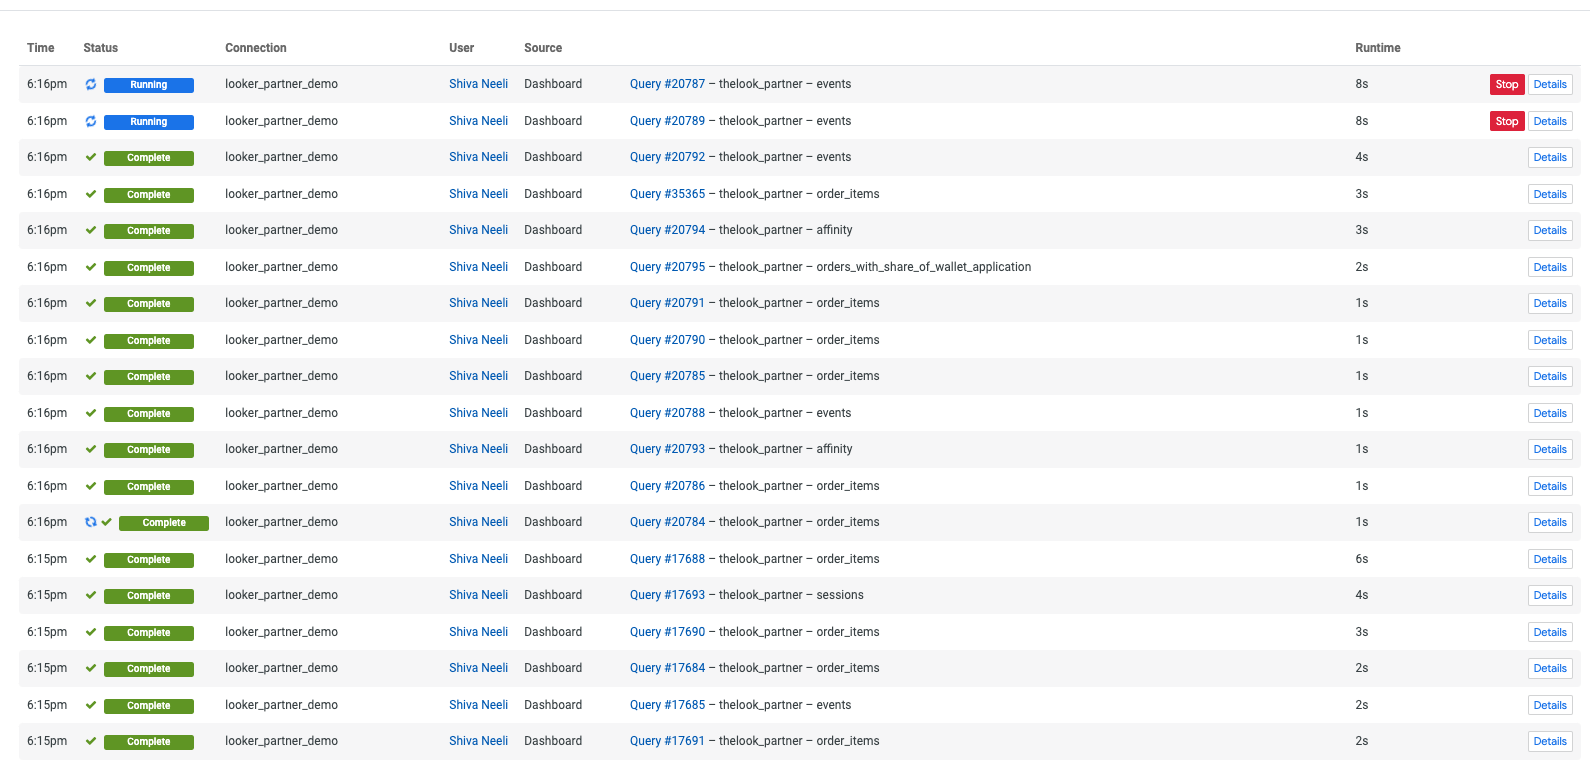 Time Status Connection User Source Runtime
6:16pm Running looker_partner_demo Shiva Neeli Dashboard Query #20787 – thelook_partner – events 8s Stop Details
6:16pm Running looker_partner_demo Shiva Neeli Dashboard Query #20789 – thelook_partner – events 8s Stop Details
6:16pm Complete looker_partner_demo Shiva Neeli Dashboard Query #20792 – thelook_partner – events 4s Details
6:16pm Complete looker_partner_demo Shiva Neeli Dashboard Query #35365 – thelook_partner – order_items 3s Details
6:16pm Complete looker_partner_demo Shiva Neeli Dashboard Query #20794 – thelook_partner – affinity 3s Details
6:16pm Complete looker_partner_demo Shiva Neeli Dashboard Query #20795 – thelook_partner – orders_with_share_of_wallet_application 2s Details
6:16pm Complete looker_partner_demo Shiva Neeli Dashboard Query #20791 – thelook_partner – order_items 1s Details
6:16pm Complete looker_partner_demo Shiva Neeli Dashboard Query #20790 – thelook_partner – order_items 1s Details
6:16pm Complete looker_partner_demo Shiva Neeli Dashboard Query #20785 – thelook_partner – order_items 1s Details
6:16pm Complete looker_partner_demo Shiva Neeli Dashboard Query #20788 – thelook_partner – events 1s Details
6:16pm Complete looker_partner_demo Shiva Neeli Dashboard Query #20793 – thelook_partner – affinity 1s Details
6:16pm Complete looker_partner_demo Shiva Neeli Dashboard Query #20786 – thelook_partner – order_items 1s Details
6:16pm Complete looker_partner_demo Shiva Neeli Dashboard Query #20784 – thelook_partner – order_items 1s Details
6:15pm Complete looker_partner_demo Shiva Neeli Dashboard Query #17688 – thelook_partner – order_items 6s Details
6:15pm Complete looker_partner_demo Shiva Neeli Dashboard Query #17693 – thelook_partner – sessions 4s Details
6:15pm Complete looker_partner_demo Shiva Neeli Dashboard Query #17690 – thelook_partner – order_items 3s Details
6:15pm Complete looker_partner_demo Shiva Neeli Dashboard Query #17684 – thelook_partner – order_items 2s Details
6:15pm Complete looker_partner_demo Shiva Neeli Dashboard Query #17685 – thelook_partner – events 2s Details
6:15pm Complete looker_partner_demo Shiva Neeli Dashboard Query #17691 – thelook_partner – order_items 2s Details